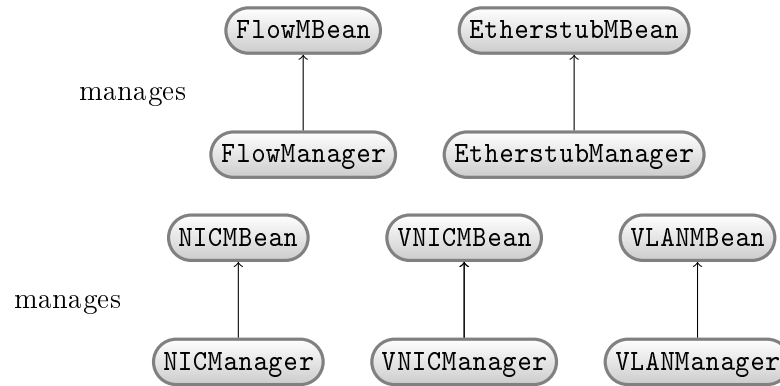 FlowMBean EtherstubMBean
manages
FlowManager EtherstubManager
NICMBean VNICMBean VLANMBean
manages
NICManager VNICManager VLANManager